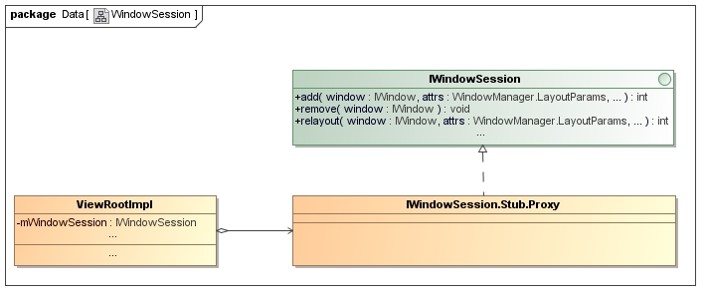 package Data[ WindowSession ]
IWindowSession
+add( window : IWindow, attrs : WindowManager.LayoutParams, ... ) : int
+remove( window : IWindow ) : void
+relayout( window : IWindow, attrs : WindowManager.LayoutParams, ... ) : int
...
ViewRootImpl
-mWindowSession : IWindowSession
...
...
IWindowSession.Stub.Proxy